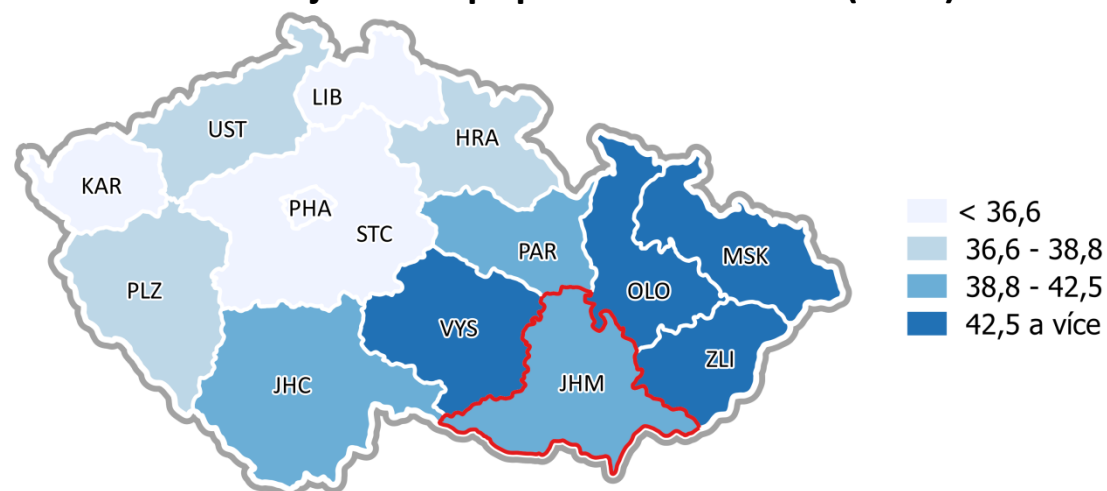 LIB
UST
HRA
KAR
PHA
STC
PAR
MSK
PLZ
OLO
VYS
ZLI
JHC
JHM
< 36,6
36,6 - 38,8
38,8 - 42,5
42,5 a více